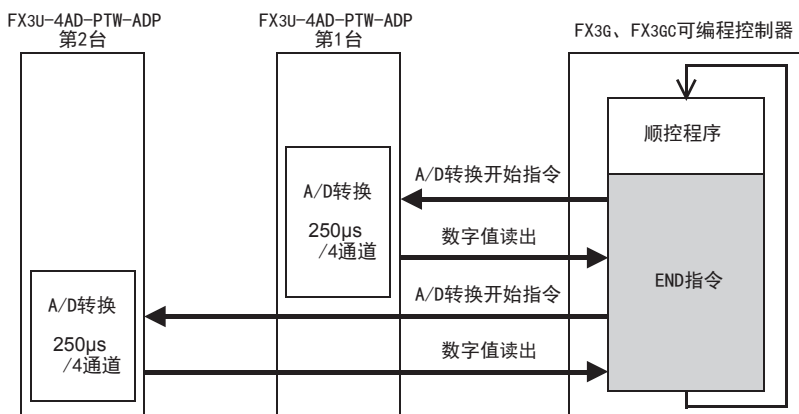 FX3U-4AD-PTW-ADP
第2台
FX3U-4AD-PTW-ADP
第1台
FX3G、FX3GC可编程控制器
顺控程序
A/D转换开始指令
A/D转换
250µs
/4通道
数字值读出
END指令
A/D转换开始指令
A/D转换
250µs
/4通道
数字值读出